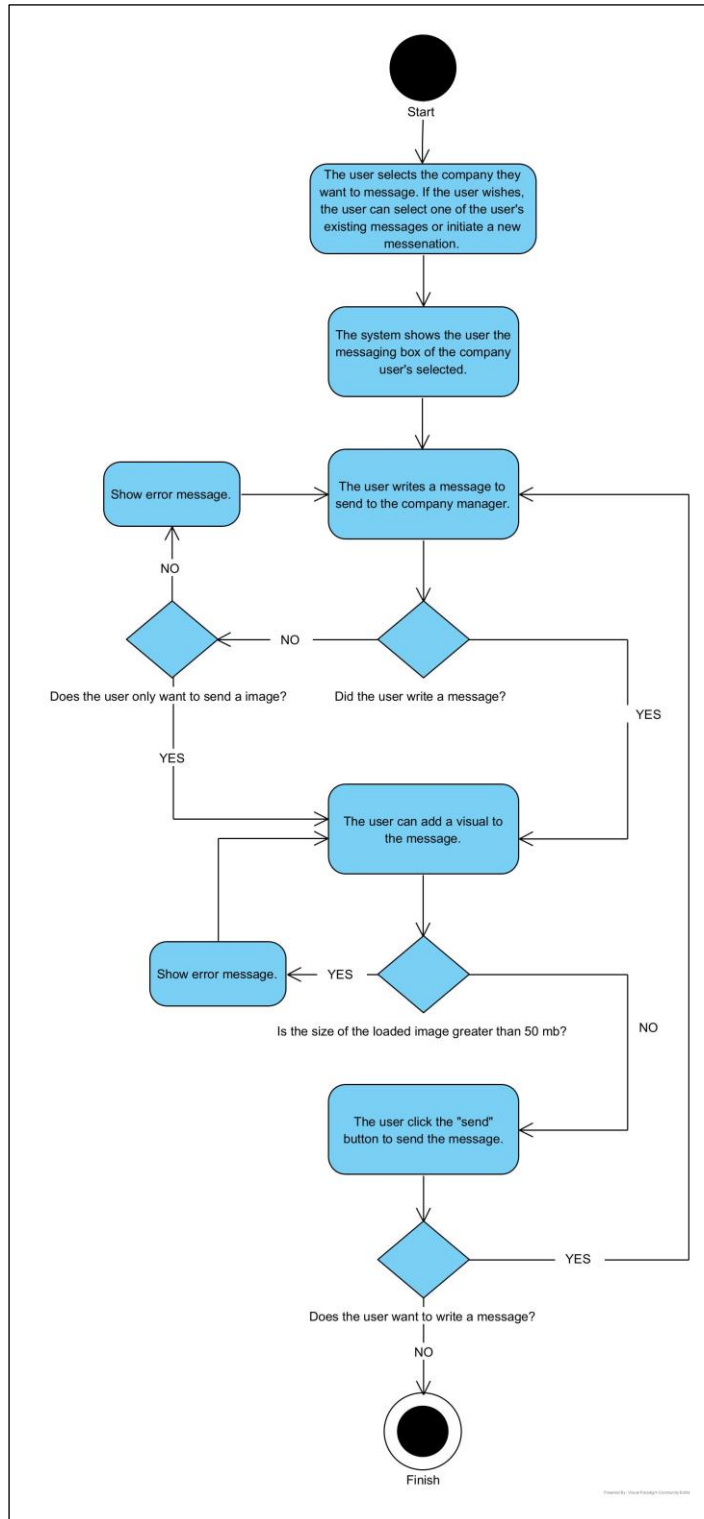 Start
The user selects the company they
want to message. If the user wishes,
the user can select one of the user's
existing messages or initiate a new
messenation.
The system shows the user the
messaging box of the company
user's selected.
Show error message.
The user writes a message to
send to the company manager.
NO
NO
Does the user only want to send a image?
Did the user write a message?
YES
YES
The user can add a visual to
the message.
Show error message.
YES
NO
Is the size of the loaded image greater than 50 mb?
The user click the "send"
button to send the message.
YES
Does the user want to write a message?
NO
Finish
Powered By: Visual Paradigm Community Edition